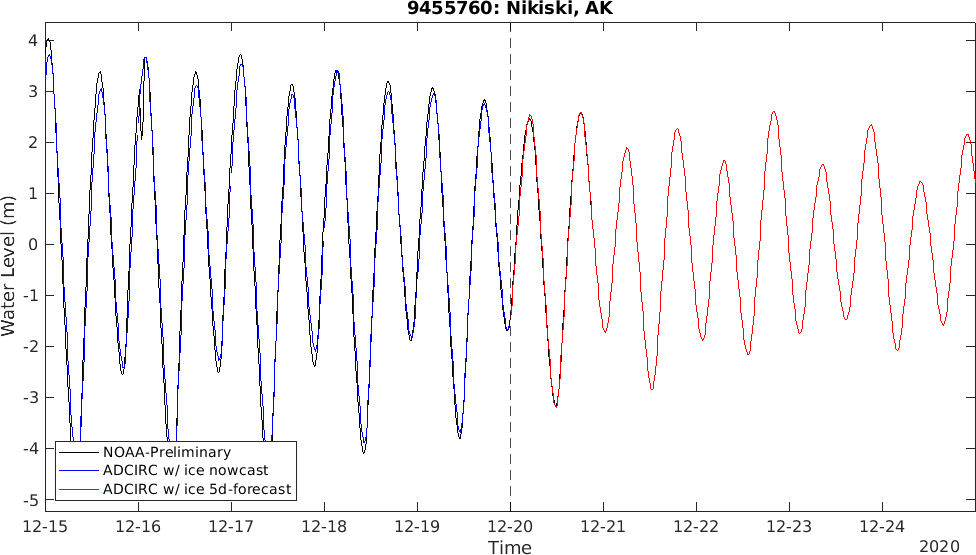 9455760: Nikiski, AK
Water Level (m)
4
3
2
1
0
-1
-2
-3
-4
-5
NOAA-Preliminary
ADCIRC w/ ice nowcast
ADCIRC w/ ice 5d-forecast
12-15 12-16 12-17 12-18 12-19 12-20 12-21 12-22 12-23 12-24
Time
2020